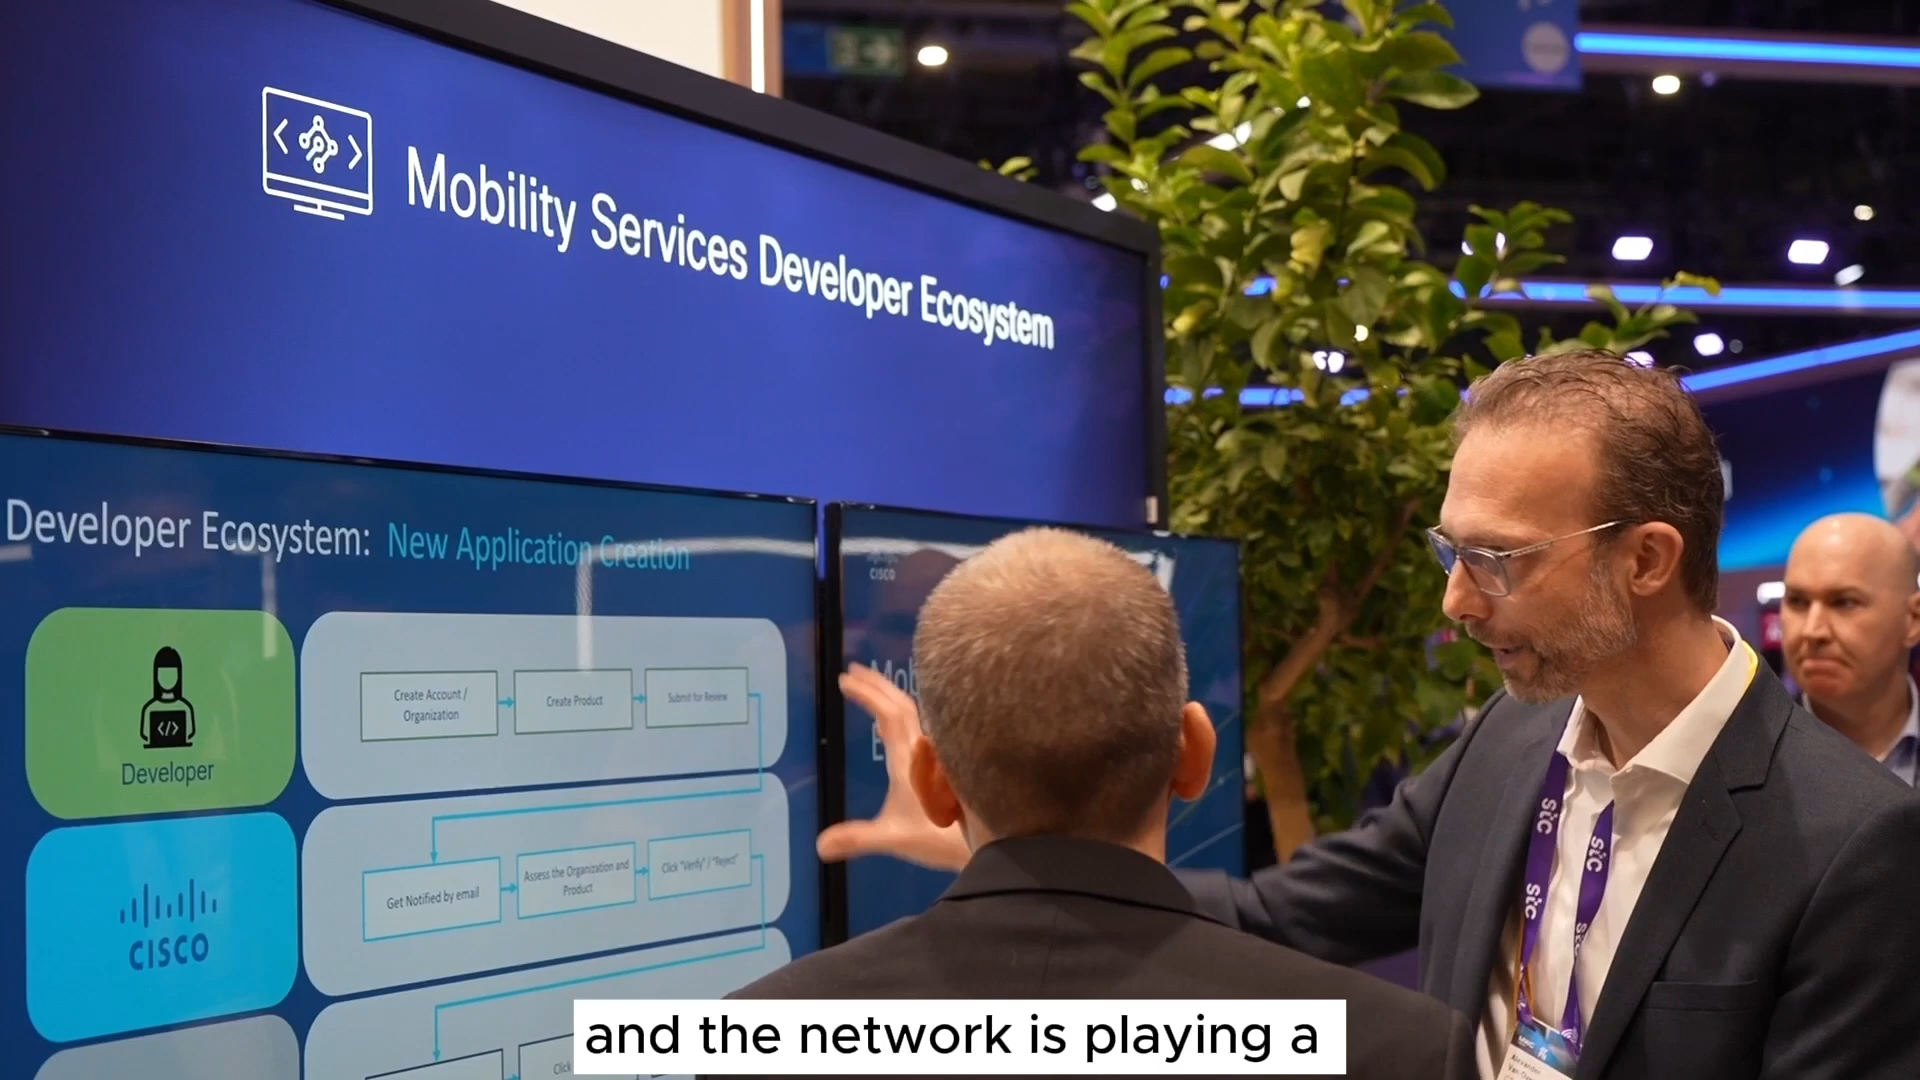 Mobility Services Developer Ecosystem
Developer Ecosystem: New Application Creation
CISCO
Developer
Create Account /
Organization
Create Product
Submit for Review
CISCO
Get Notified by email
Assess the Organization and
Product
Click "Verify" / "Reject"
Click
stc
stc
stc
and the network is playing a